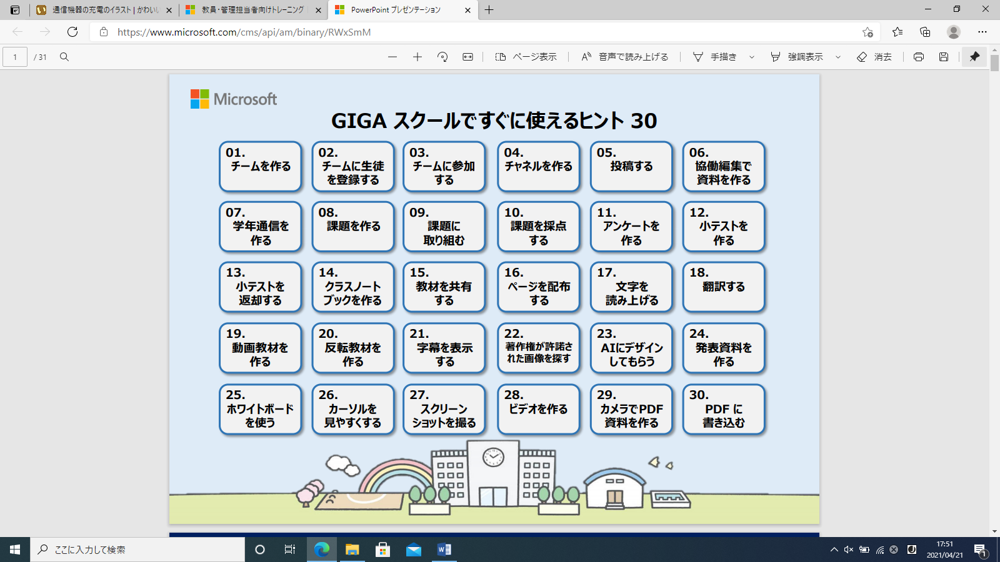 通信機器の充電のイラスト | かわいい
教員・管理担当者向けトレーニング
PowerPoint プレゼンテーション
https://www.microsoft.com/cms/api/am/binary/RWxSmM
1 / 31
ページ表示
音声で読み上げる
手描き
強調表示
消去
Microsoft
GIGA スクールですぐに使えるヒント 30
01.
チームを作る
02.
チームに生徒
を登録する
03.
チームに参加
する
04.
チャネルを作る
05.
投稿する
06.
協働編集で
資料を作る
07.
学年通信を
作る
08.
課題を作る
09.
課題に
取り組む
10.
課題を採点
する
11.
アンケートを
作る
12.
小テストを
作る
13.
小テストを
返却する
14.
クラスノート
ブックを作る
15.
教材を共有
する
16.
ページを配布
する
17.
文字を
読み上げる
18.
翻訳する
19.
動画教材を
作る
20.
反転教材を
作る
21.
字幕を表示
する
22.
著作権が許諾さ
れた画像を探す
23.
AIにデザイン
してもらう
24.
発表資料を
作る
25.
ホワイトボード
を使う
26.
カーソルを
見やすくする
27.
スクリーン
ショットを撮る
28.
ビデオを作る
29.
カメラでPDF
資料を作る
30.
PDF に
書き込む
ここに入力して検索
17:51
2021/04/21
1